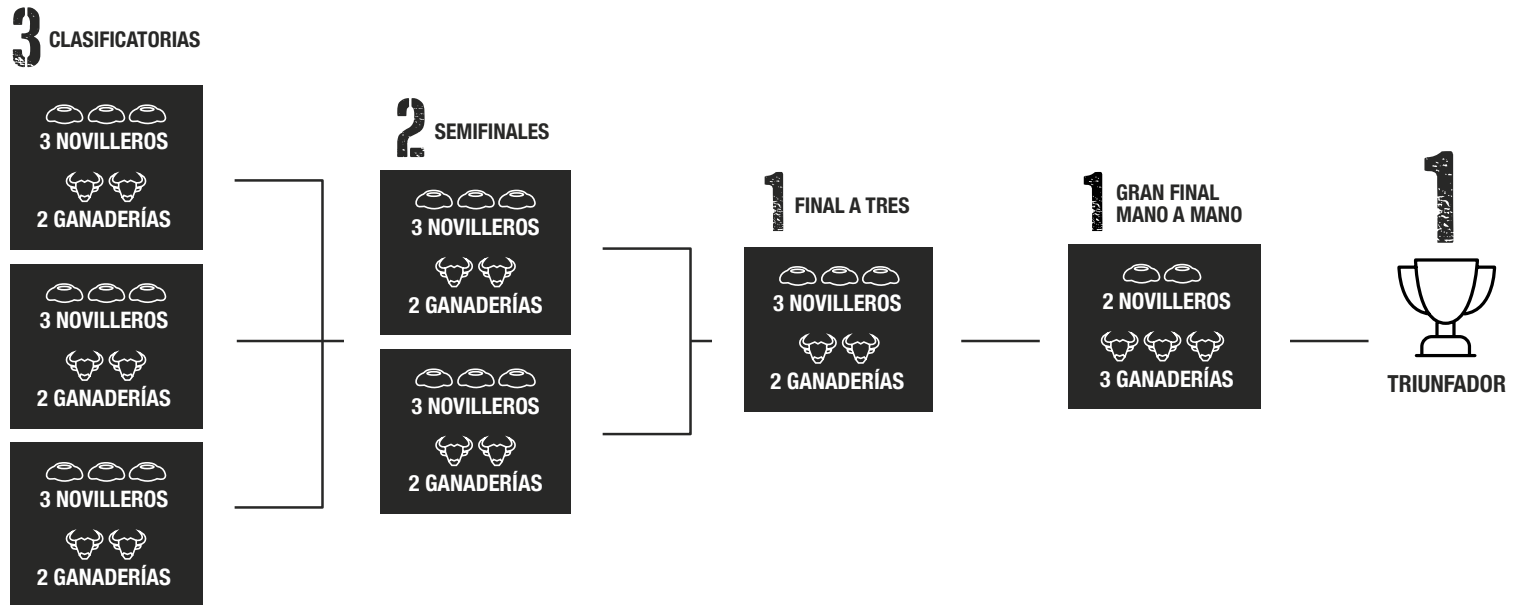 3 CLASIFICATORIAS
3 NOVILLEROS
2 GANADERÍAS
3 NOVILLEROS
2 GANADERÍAS
3 NOVILLEROS
2 GANADERÍAS
2 SEMIFINALES
3 NOVILLEROS
2 GANADERÍAS
3 NOVILLEROS
2 GANADERÍAS
1 FINAL A TRES
3 NOVILLEROS
2 GANADERÍAS
1 GRAN FINAL
MANO A MANO
2 NOVILLEROS
3 GANADERÍAS
1
TRIUNFADOR